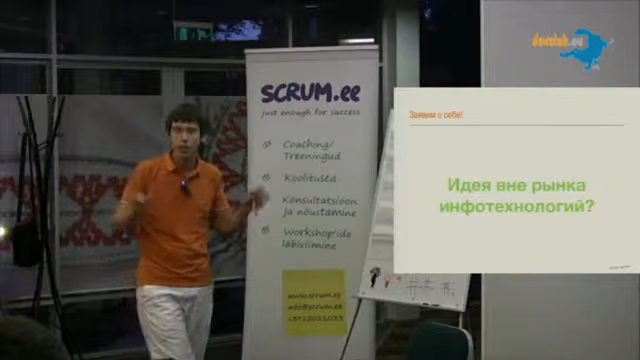 devclub.eu
SCRUM.ee
just enough for success
Coaching/
Treeningud
Koolitused
Konsultatsioon
ja nõustamine
Workshop'ide
läbiviimine
www.scrum.ee
info@scrum.ee
Заяви о себе!
Идея вне рынка
инфотехнологий?